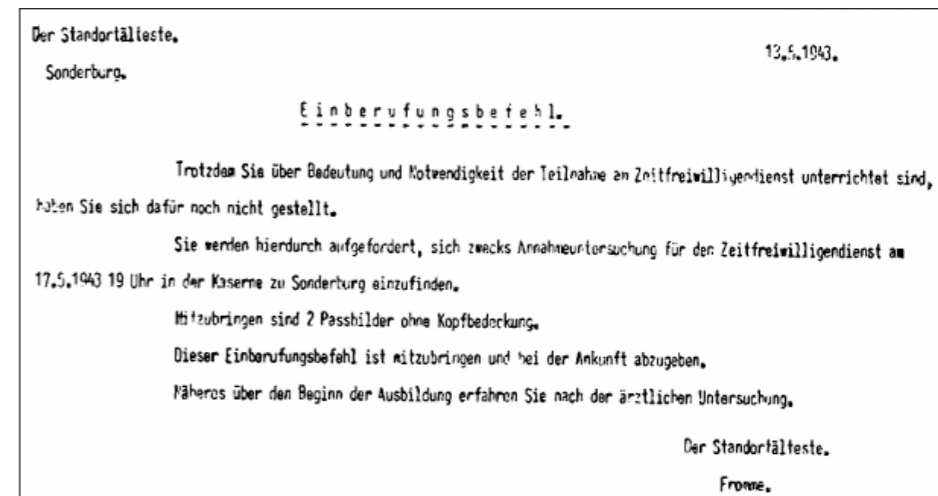 Der Standortälteste.
13.5.1943.
Sonderburg.
Einberufungsbefehl.
Trotzdem Sie über Bedeutung und Notwendigkeit der Teilnahme an Zeitfreiwilligendienst unterrichtet sind,
haben Sie sich dafür noch nicht gestellt.
Sie werden hierdurch aufgefordert, sich zwecks Annahmeuntersuchung für den Zeitfreiwilligendienst am
17.5.1943 19 Uhr in der Kaserne zu Sonderburg einzufinden.
Mitzubringen sind 2 Passbilder ohne Kopfbedeckung.
Dieser Einberufungsbefehl ist mitzubringen und bei der Ankunft abzugeben.
Näheres über den Beginn der Ausbildung erfahren Sie nach der ärztlichen Untersuchung.
Der Standortälteste.
Fromme.